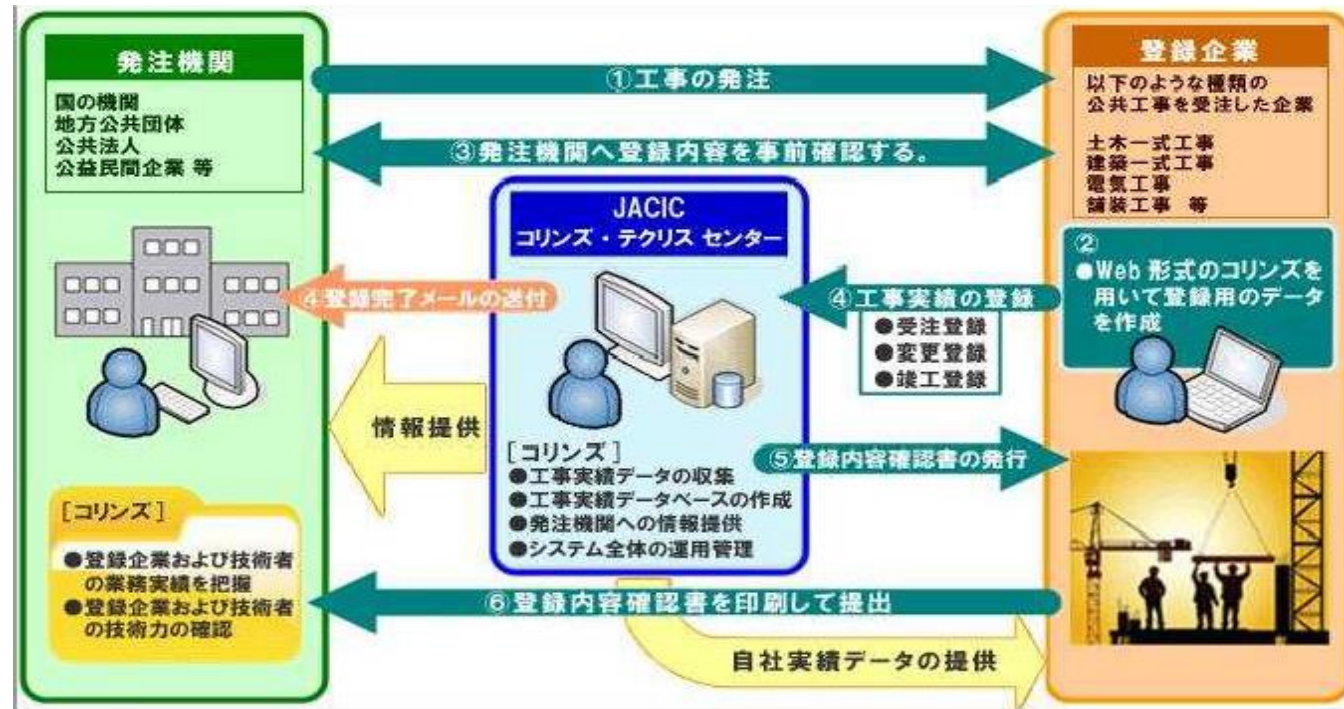 発注機関
国の機関
地方公共団体
公共法人
公益民間企業 等
①工事の発注
③発注機関へ登録内容を事前確認する。
登録企業
以下のような種類の
公共工事を受注した企業
土木一式工事
建築一式工事
電気工事
舗装工事 等
JACIC
コリンズ・テクリス センター
②
●Web 形式のコリンズを
用いて登録用のデータ
を作成
④登録完了メールの送付
④工事実績の登録
●受注登録
●変更登録
●竣工登録
情報提供
[コリンズ]
●工事実績データの収集
●工事実績データベースの作成
●発注機関への情報提供
●システム全体の運用管理
⑤登録内容確認書の発行
[コリンズ]
●登録企業および技術者
の業務実績を把握
●登録企業および技術者
の技術力の確認
⑥登録内容確認書を印刷して提出
自社実績データの提供